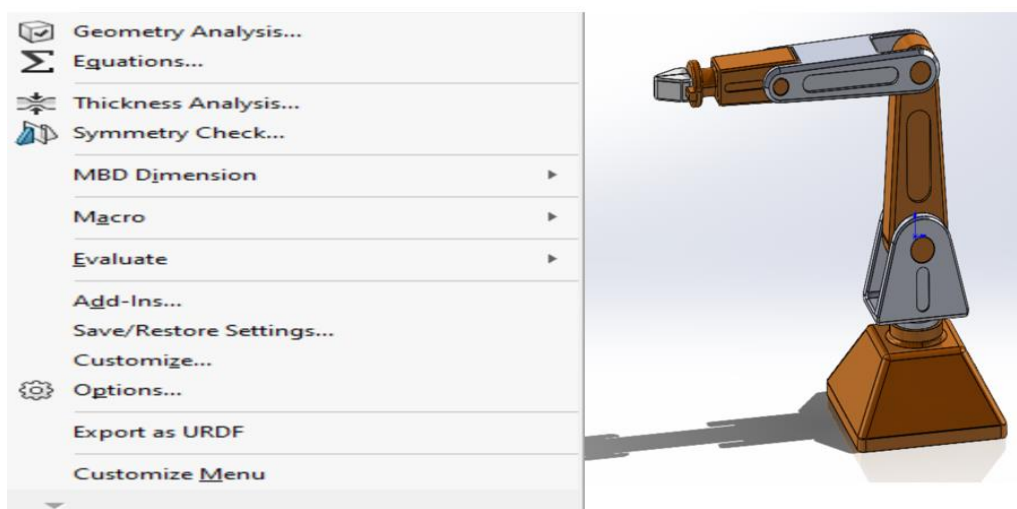 Geometry Analysis...
Equations...
Thickness Analysis...
Symmetry Check...
MBD Dimension
Macro
Evaluate
Add-Ins...
Save/Restore Settings...
Customize...
Options...
Export as URDF
Customize Menu